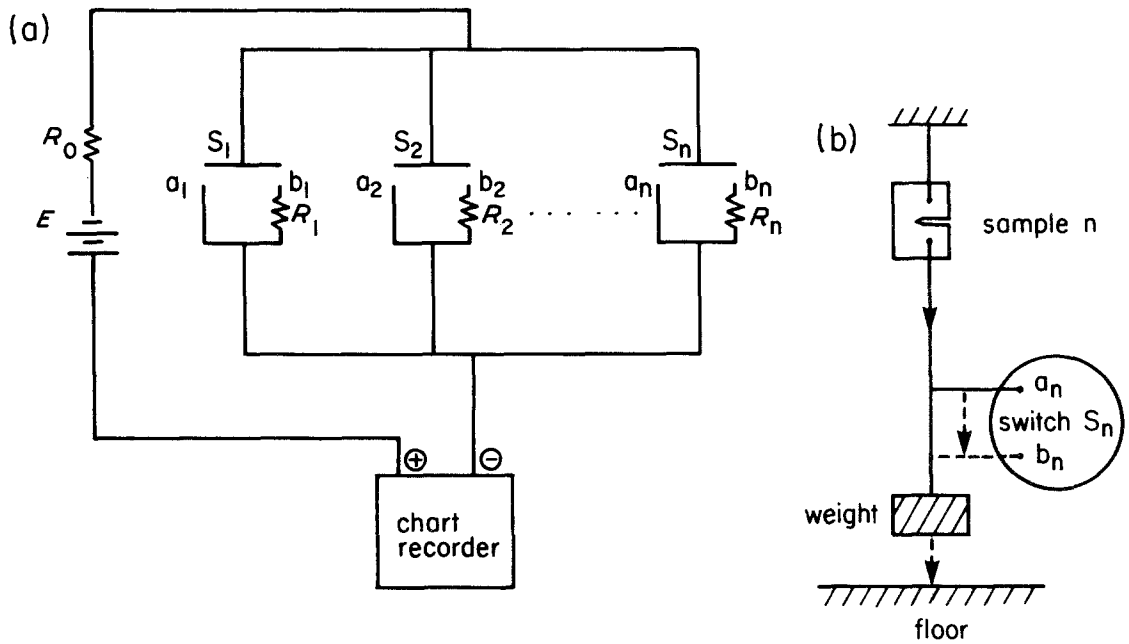 (a)
R0
E
S1
a1
b1
R1
S2
a2
b2
R2
. . . . . .
Sn
an
bn
Rn
⊕
⊖
chart
recorder
(b)
sample n
an
switch Sn
bn
weight
floor